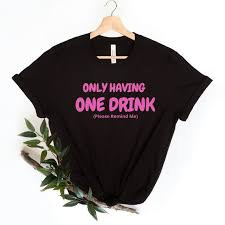 ONLY HAVING
ONE DRINK
(Please Remind Me)